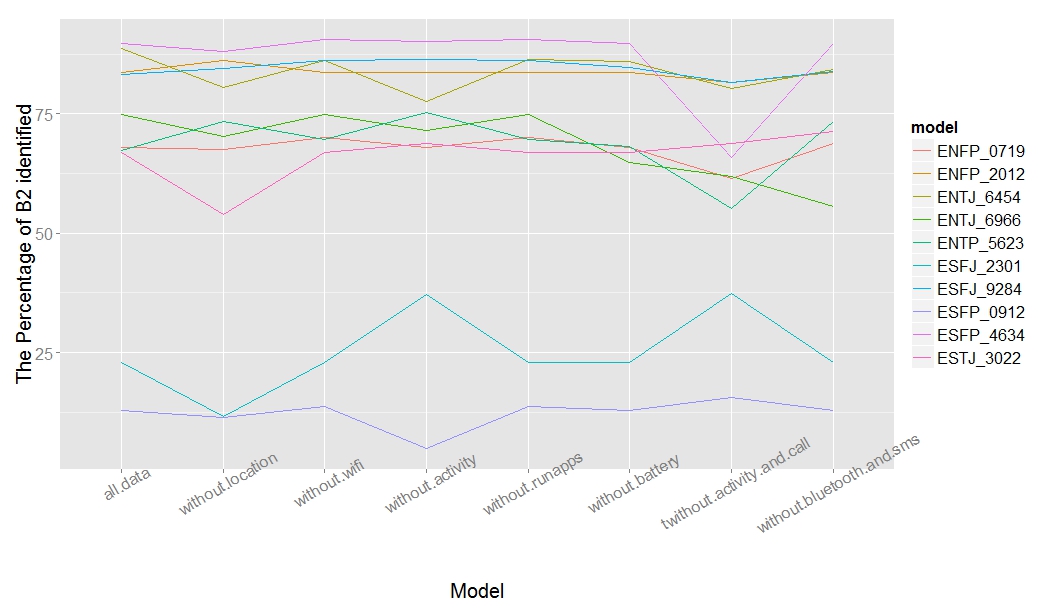 The Percentage of B2 identified
75
50
25
all.data
without.location
without.wifi
without.activity
without.runapps
without.battery
twithout.activity.and.call
without.bluetooth.and.sms
Model
model
ENFP_0719
ENFP_2012
ENTJ_6454
ENTJ_6966
ENTP_5623
ESFJ_2301
ESFJ_9284
ESFP_0912
ESFP_4634
ESTJ_3022